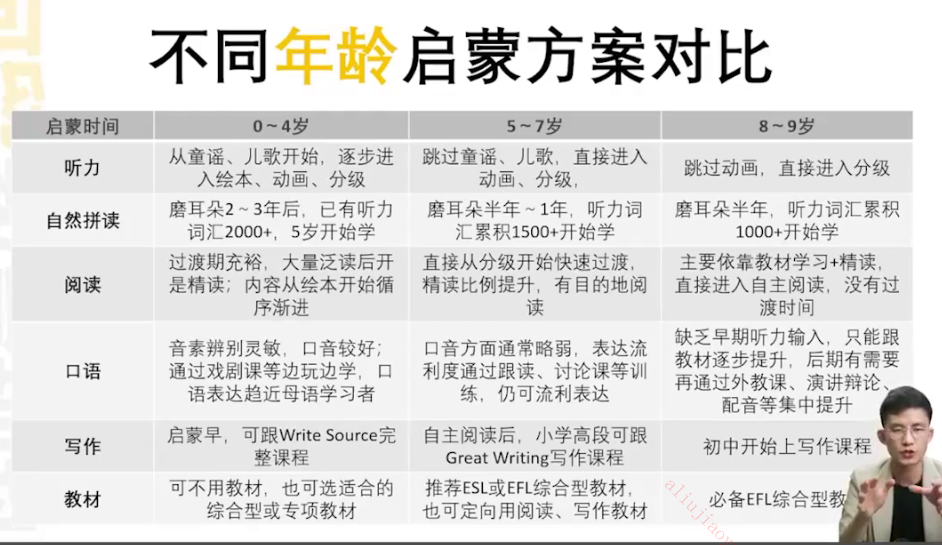 不同年龄启蒙方案对比
启蒙时间
0～4岁
5～7岁
8～9岁
听力
从童谣、儿歌开始，逐步进
入绘本、动画、分级
跳过童谣、儿歌，直接进入
动画、分级，
跳过动画，直接进入分级
自然拼读
磨耳朵2～3年后，已有听力
词汇2000+，5岁开始学
磨耳朵半年～1年，听力词
汇累积1500+开始学
磨耳朵半年，听力词汇累积
1000+开始学
阅读
过渡期充裕，大量泛读后开
是精读；内容从绘本开始循
序渐进
直接从分级开始快速过渡，
精读比例提升，有目的地阅
读
主要依靠教材学习+精读，
直接进入自主阅读，没有过
渡时间
口语
音素辨别灵敏，口音较好；
通过戏剧课等边玩边学，口
语表达趋近母语学习者
口音方面通常略弱，表达流
利度通过跟读、讨论课等训
练，仍可流利表达
缺乏早期听力输入，只能跟
教材逐步提升，后期有需要
再通过外教课、演讲辩论、
配音等集中提升
写作
启蒙早，可跟Write Source完
整课程
自主阅读后，小学高段可跟
Great Writing写作课程
初中开始上写作课程
教材
可不用教材，也可选适合的
综合型或专项教材
推荐ESL或EFL综合型教材，
也可定向用阅读、写作教材
必备EFL综合型教